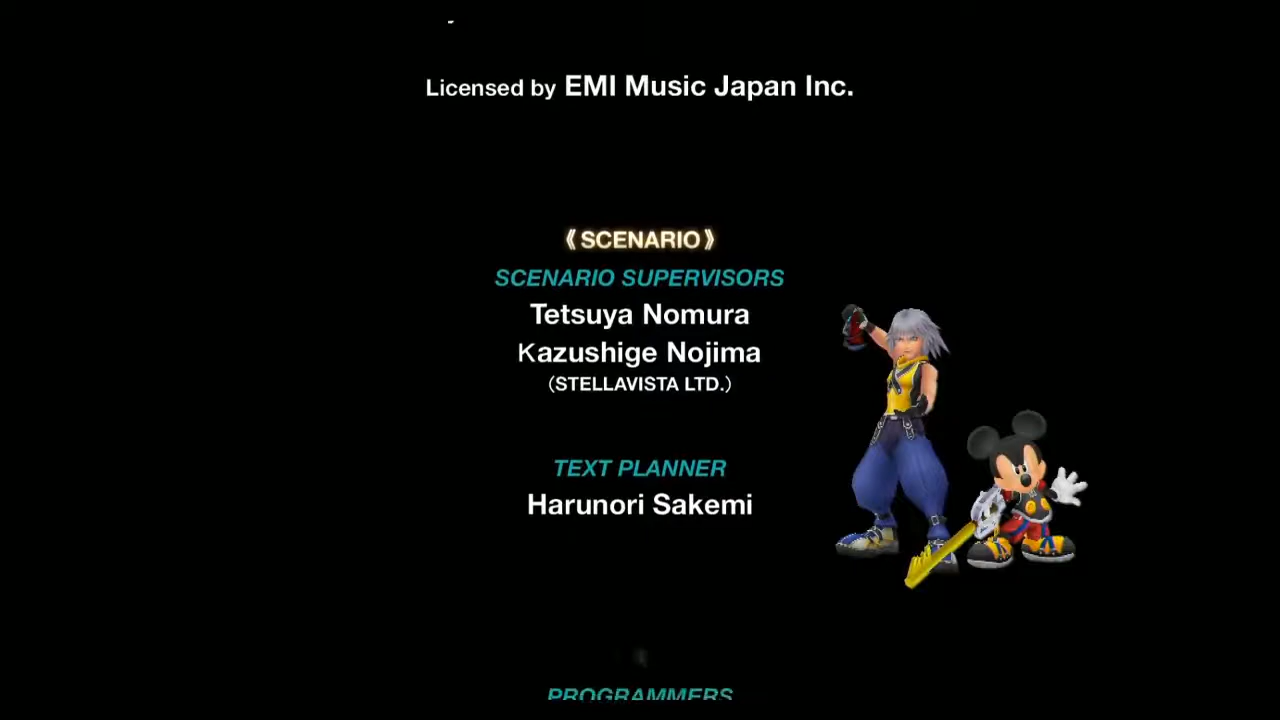 Licensed by EMI Music Japan Inc.
《SCENARIO》
SCENARIO SUPERVISORS
Tetsuya Nomura
Kazushige Nojima
(STELLAVISTA LTD.)
TEXT PLANNER
Harunori Sakemi
PROGRAMMERS